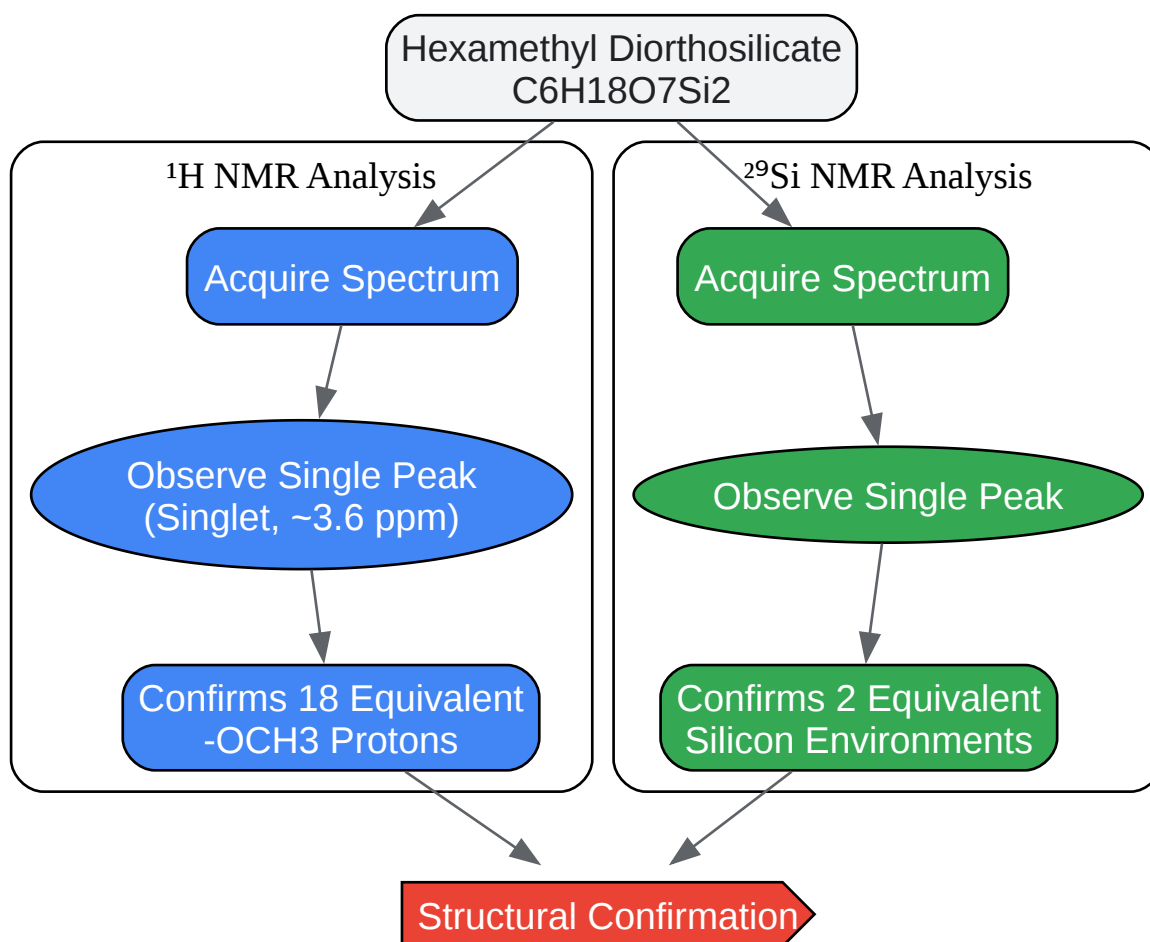 Hexamethyl Diorthosilicate
C6H18O7Si2
¹H NMR Analysis
²⁹Si NMR Analysis
Acquire Spectrum
Acquire Spectrum
Observe Single Peak
(Singlet, ~3.6 ppm)
Observe Single Peak
Confirms 18 Equivalent
-OCH3 Protons
Confirms 2 Equivalent
Silicon Environments
Structural Confirmation